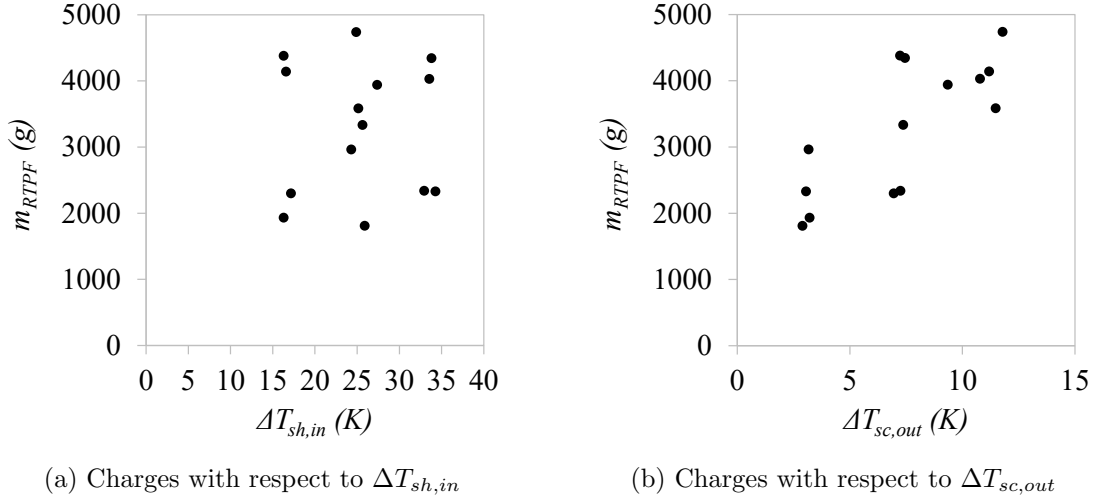 5000
4000
3000
2000
1000
0
m_RTPF (g)
0 5 10 15 20 25 30 35 40
ΔT_sh,in (K)
(a) Charges with respect to ΔT_sh,in
5000
4000
3000
2000
1000
0
m_RTPF (g)
0 5 10 15
ΔT_sc,out (K)
(b) Charges with respect to ΔT_sc,out